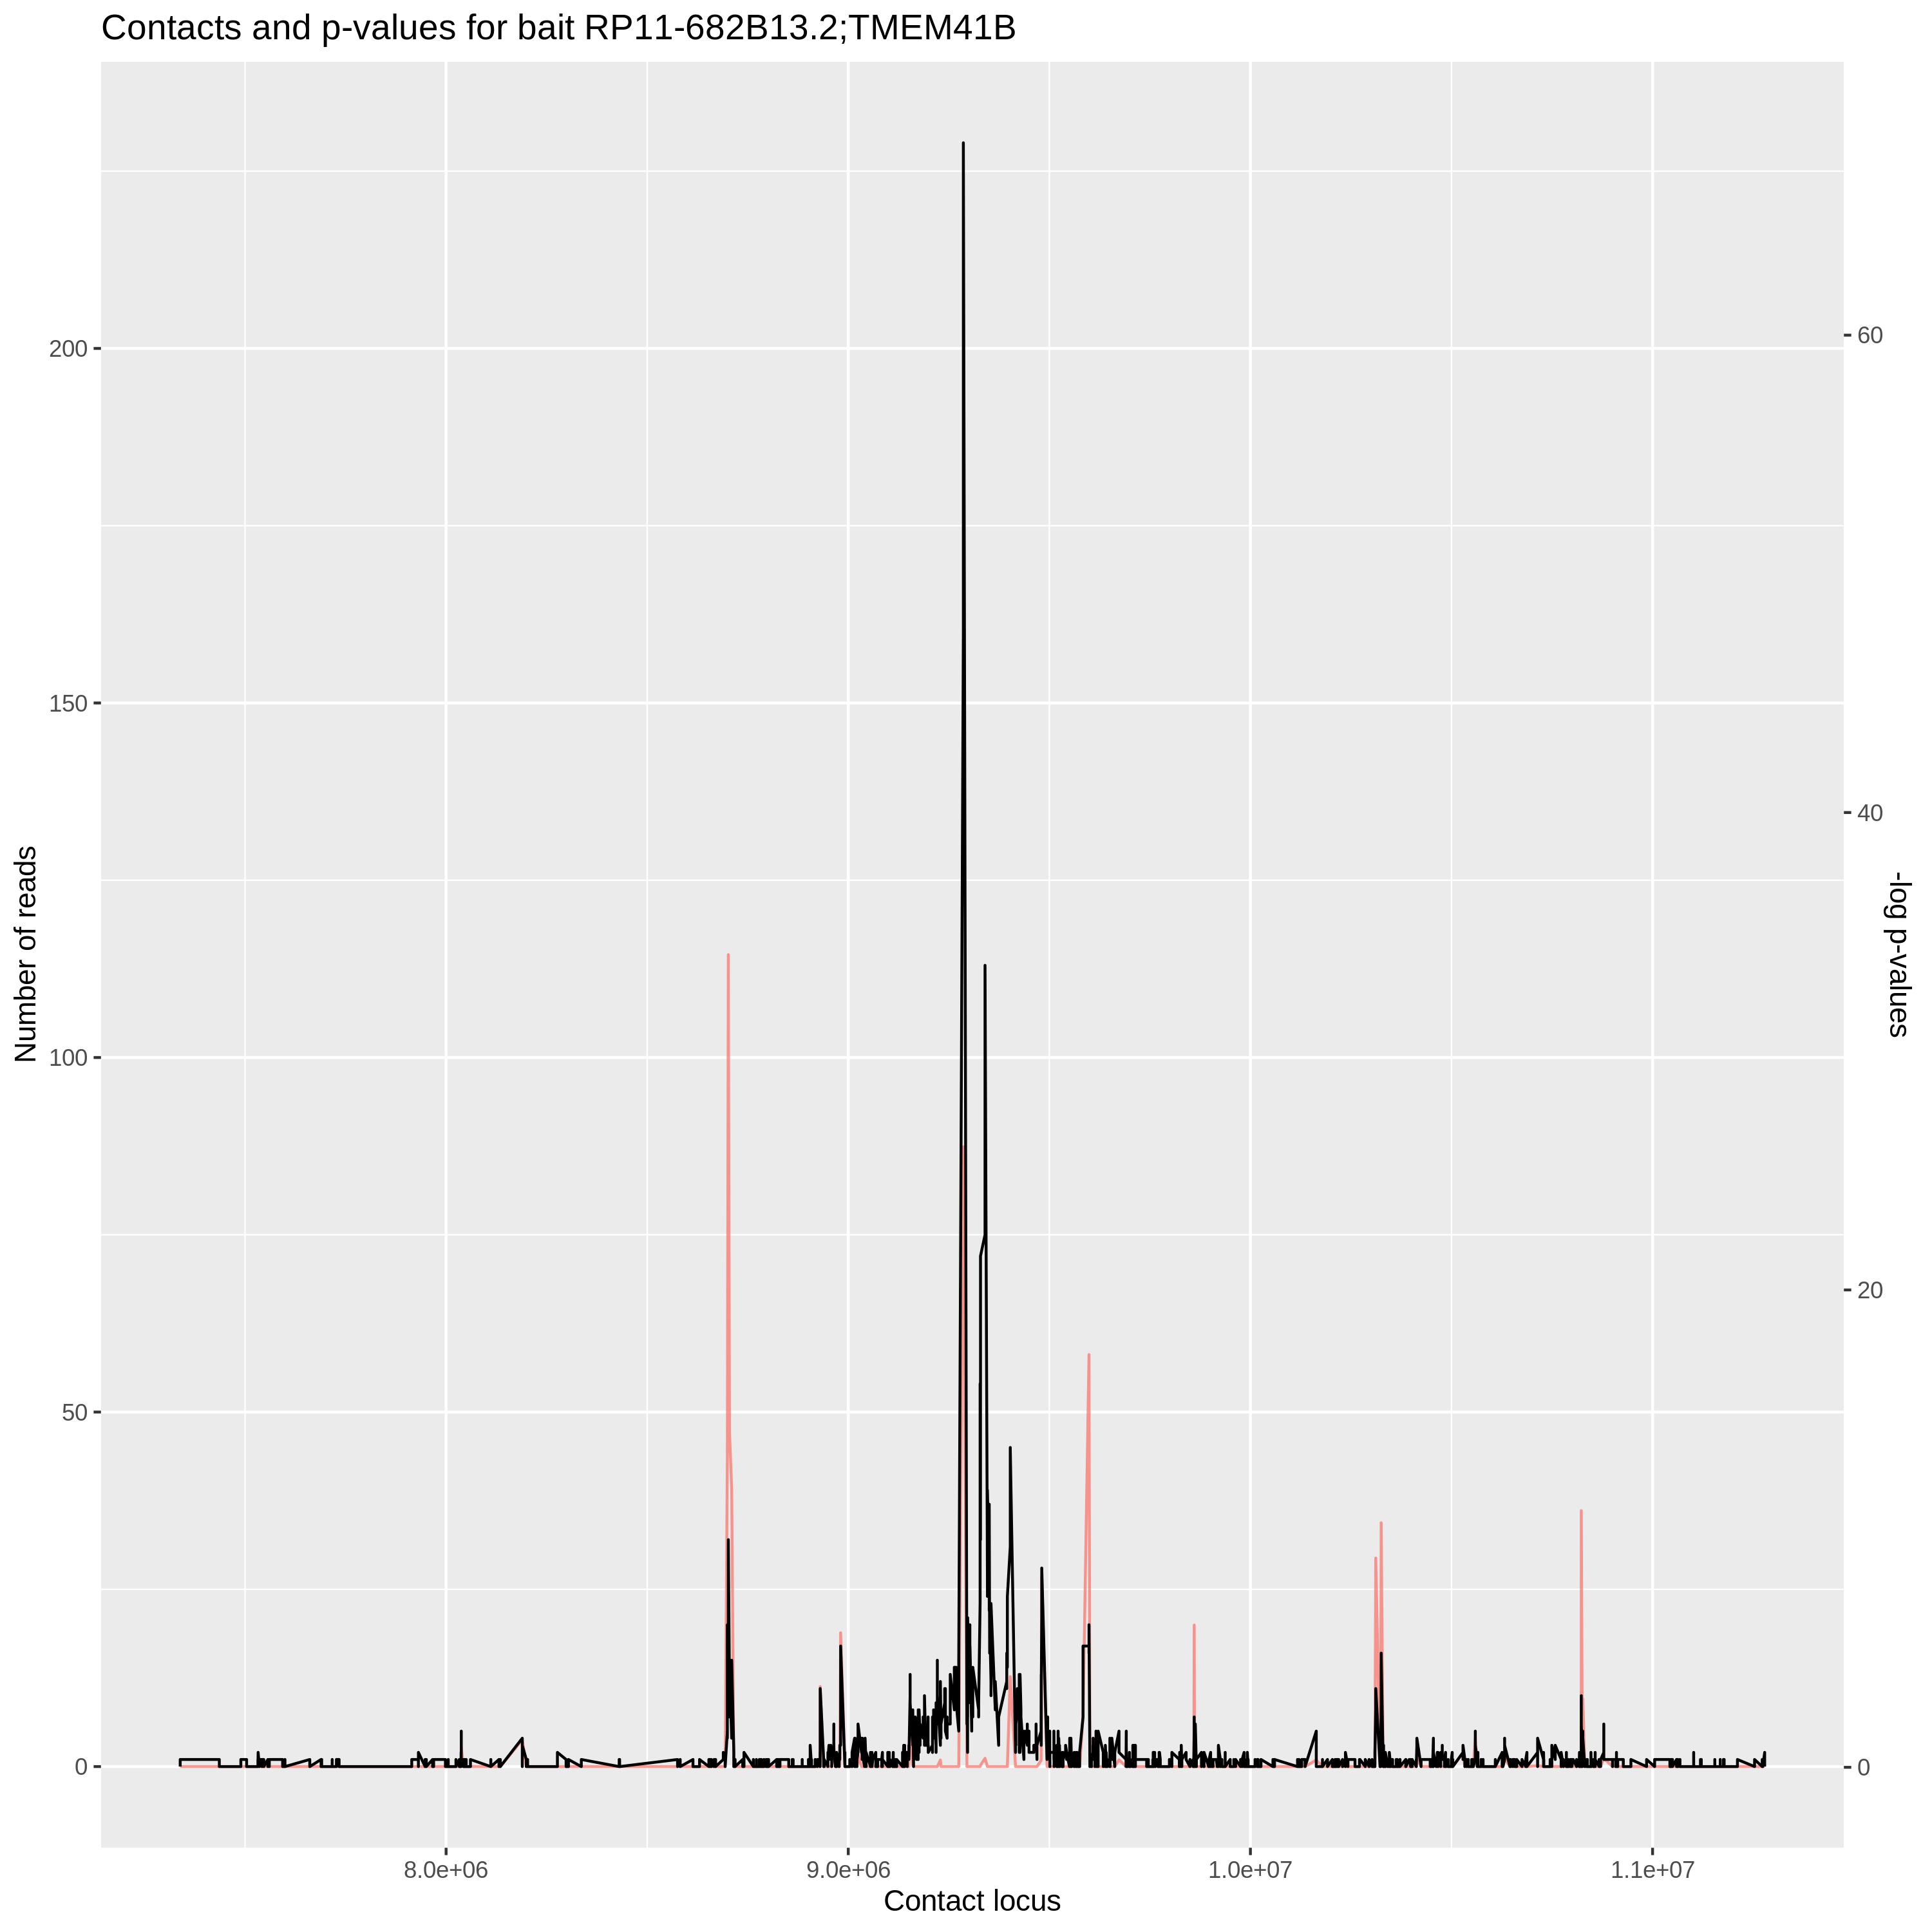 Contacts and p-values for bait RP11-682B13.2;TMEM41B
Number of reads
200
150
100
50
0
60
40
20
0
-log p-values
8.0e+06
9.0e+06
1.0e+07
1.1e+07
Contact locus